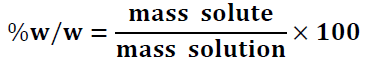 %w/w = mass solute / mass solution × 100